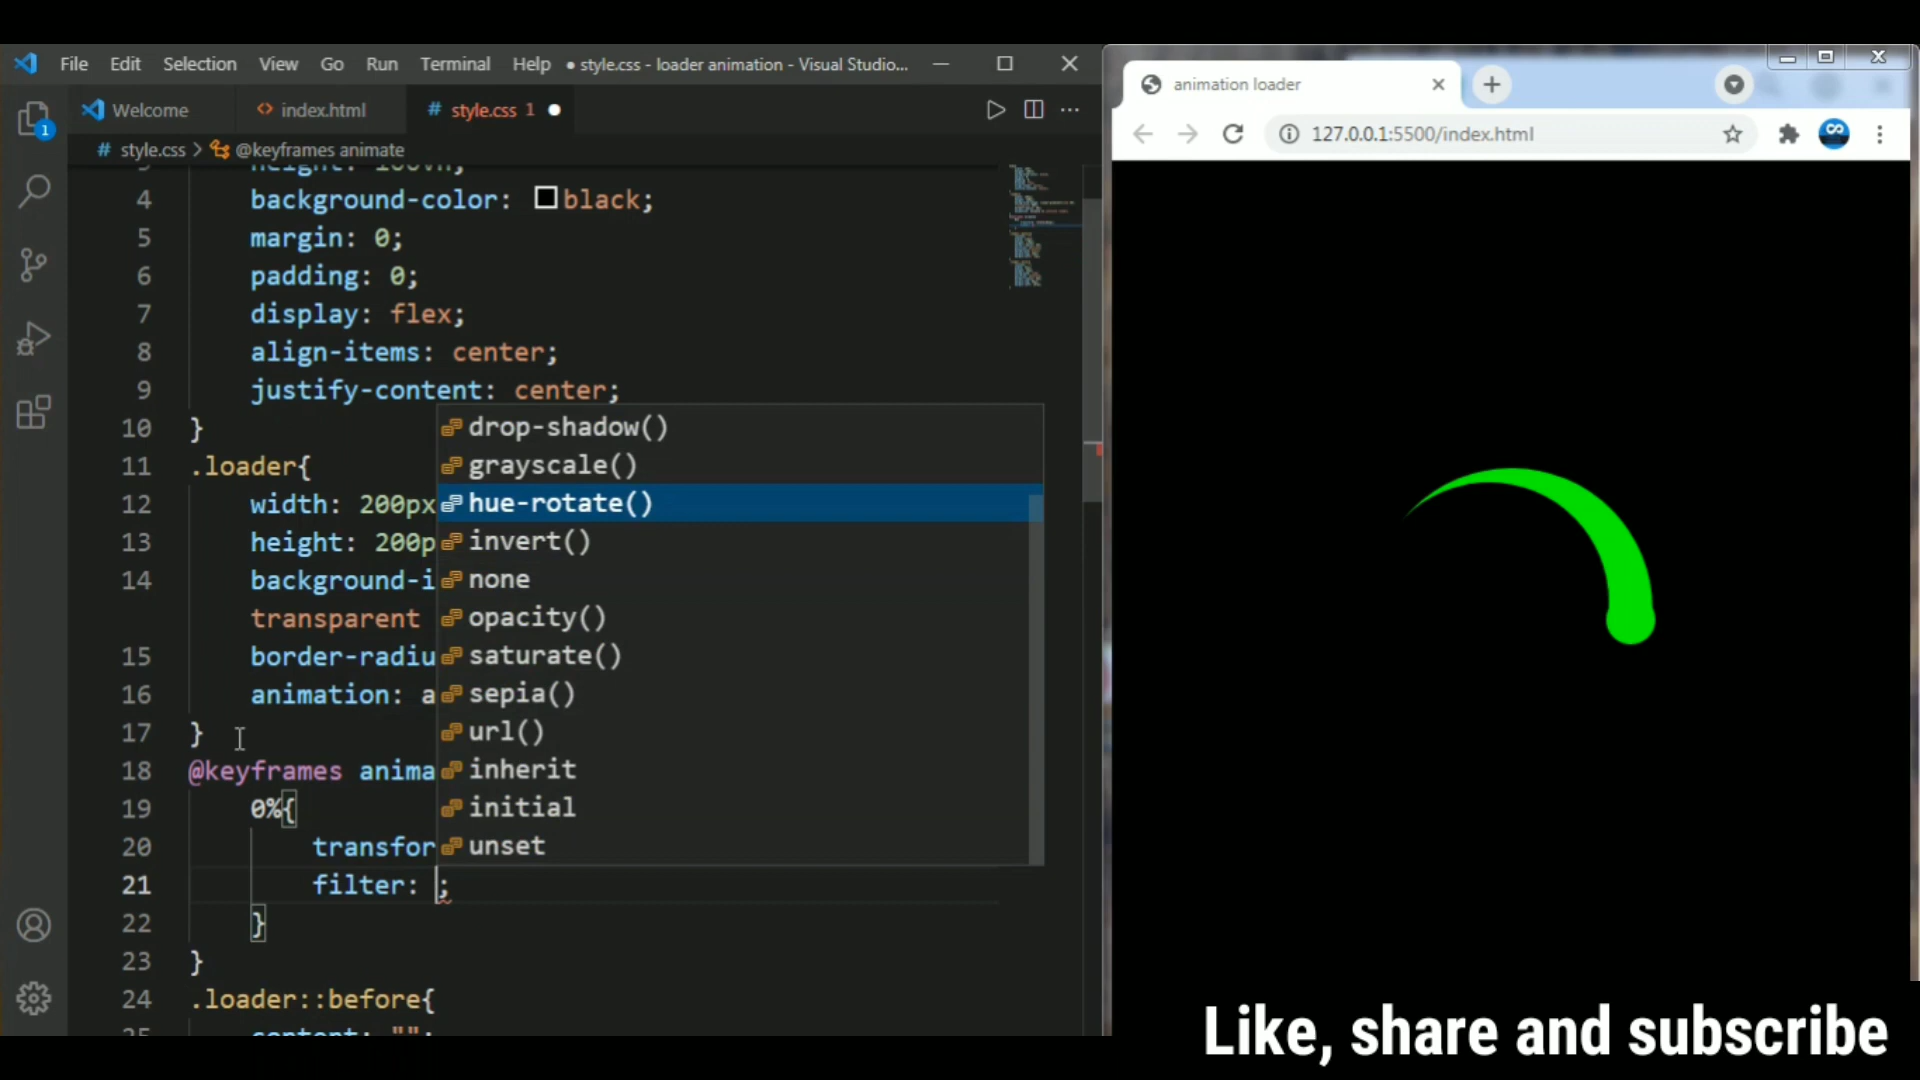 File Edit Selection View Go Run Terminal Help ● style.css - loader animation - Visual Studio...
Welcome index.html # style.css 1 ●
# style.css > @keyframes animate
4 background-color: black;
5 margin: 0;
6 padding: 0;
7 display: flex;
8 align-items: center;
9 justify-content: center;
10 }
11 .loader{
12 width: 200px
13 height: 200p
14 background-i
transparent
15 border-radiu
16 animation: a
17 }
18 @keyframes anima
19 0%{
20 transfor
21 filter: ;
22 }
23 }
24 .loader::before{
25 content: "";
drop-shadow()
grayscale()
hue-rotate()
invert()
none
opacity()
saturate()
sepia()
url()
inherit
initial
unset
1
animation loader
127.0.0.1:5500/index.html
Like, share and subscribe